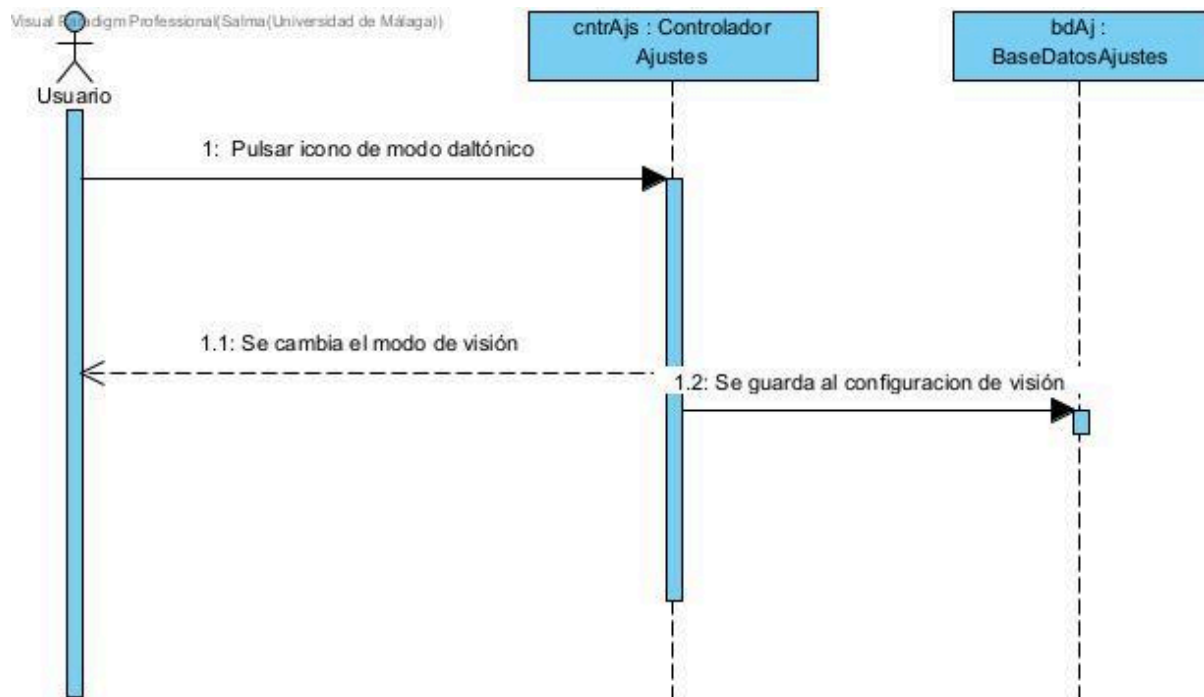 Visual Paradigm Professional(Salma(Universidad de Málaga))
cntrAjs : Controlador
Ajustes
bdAj :
BaseDatosAjustes
Usuario
1: Pulsar icono de modo daltónico
1.1: Se cambia el modo de visión
1.2: Se guarda al configuracion de visión